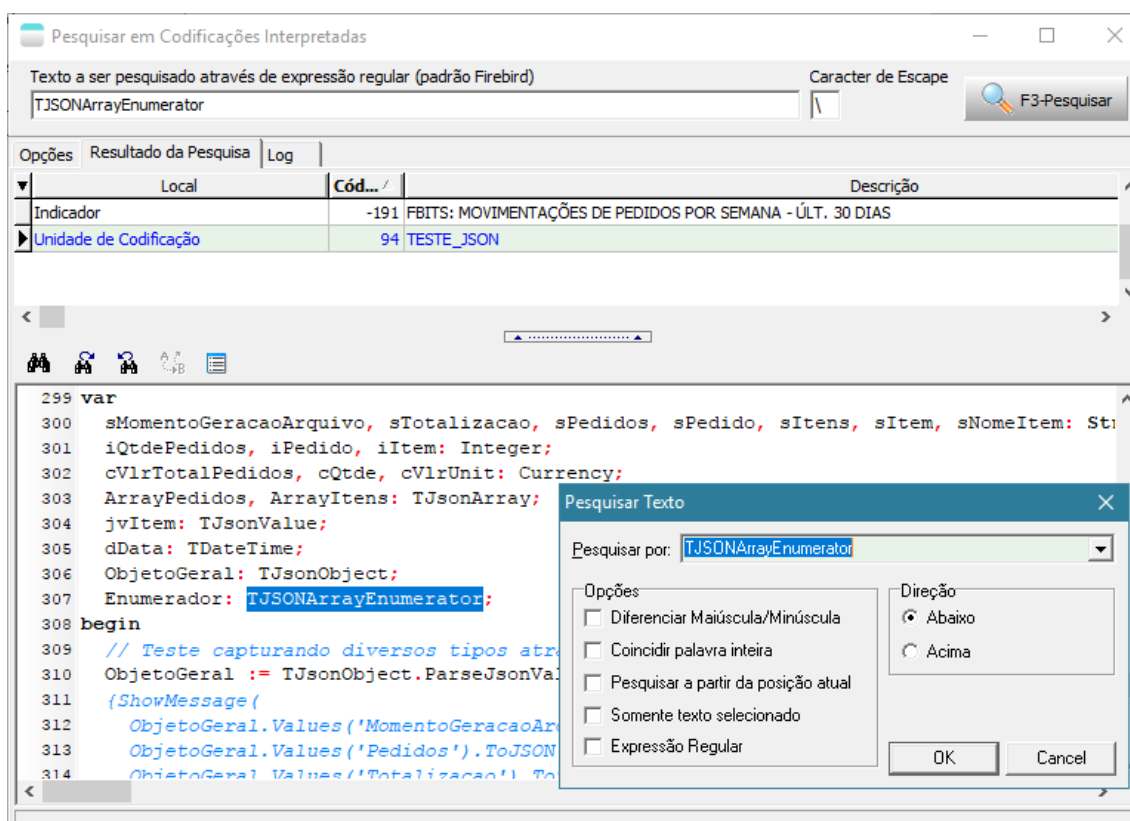 Pesquisar em Codificações Interpretadas
Texto a ser pesquisado através de expressão regular (padrão Firebird)
Caracter de Escape
TJSONArrayEnumerator
\
F3-Pesquisar
Opções Resultado da Pesquisa Log
Local Cód... Descrição
Indicador -191 FBITS: MOVIMENTAÇÕES DE PEDIDOS POR SEMANA - ÚLT. 30 DIAS
Unidade de Codificação 94 TESTE_JSON
299 var
300 sMomentoGeracaoArquivo, sTotalizacao, sPedidos, sPedido, sItens, sItem, sNomeItem: Str
301 iQtdePedidos, iPedido, iItem: Integer;
302 cVlrTotalPedidos, cQtde, cVlrUnit: Currency;
303 ArrayPedidos, ArrayItens: TJsonArray;
304 jvItem: TJsonValue;
305 dData: TDateTime;
306 ObjetoGeral: TJsonObject;
307 Enumerador: TJSONArrayEnumerator;
308 begin
309 // Teste capturando diversos tipos atr
310 ObjetoGeral := TJsonObject.ParseJsonVal
311 {ShowMessage(
312 ObjetoGeral.Values('MomentoGeracaoAr
313 ObjetoGeral.Values('Pedidos').ToJSON
314 ObjetoGeral.Values('Totalizacao').To
Pesquisar Texto
Pesquisar por: TJSONArrayEnumerator
Opções
Diferenciar Maiúscula/Minúscula
Coincidir palavra inteira
Pesquisar a partir da posição atual
Somente texto selecionado
Expressão Regular
Direção
Abaixo
Acima
OK Cancel